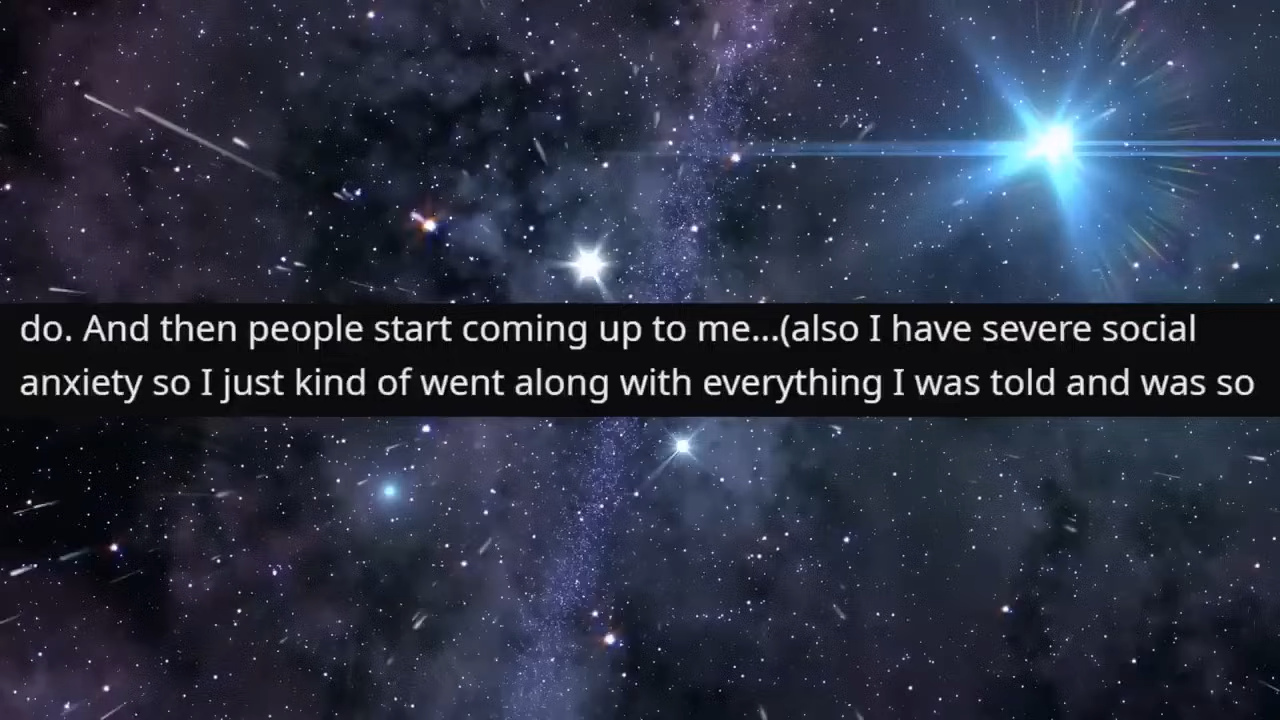 do. And then people start coming up to me...(also I have severe social
anxiety so I just kind of went along with everything I was told and was so